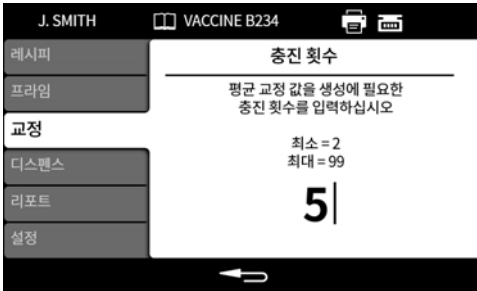 J. SMITH
VACCINE B234
레시피
프라임
교정
디스펜스
리포트
설정
충진 횟수
평균 교정 값을 생성에 필요한
충진 횟수를 입력하십시오
최소 = 2
최대 = 99
5